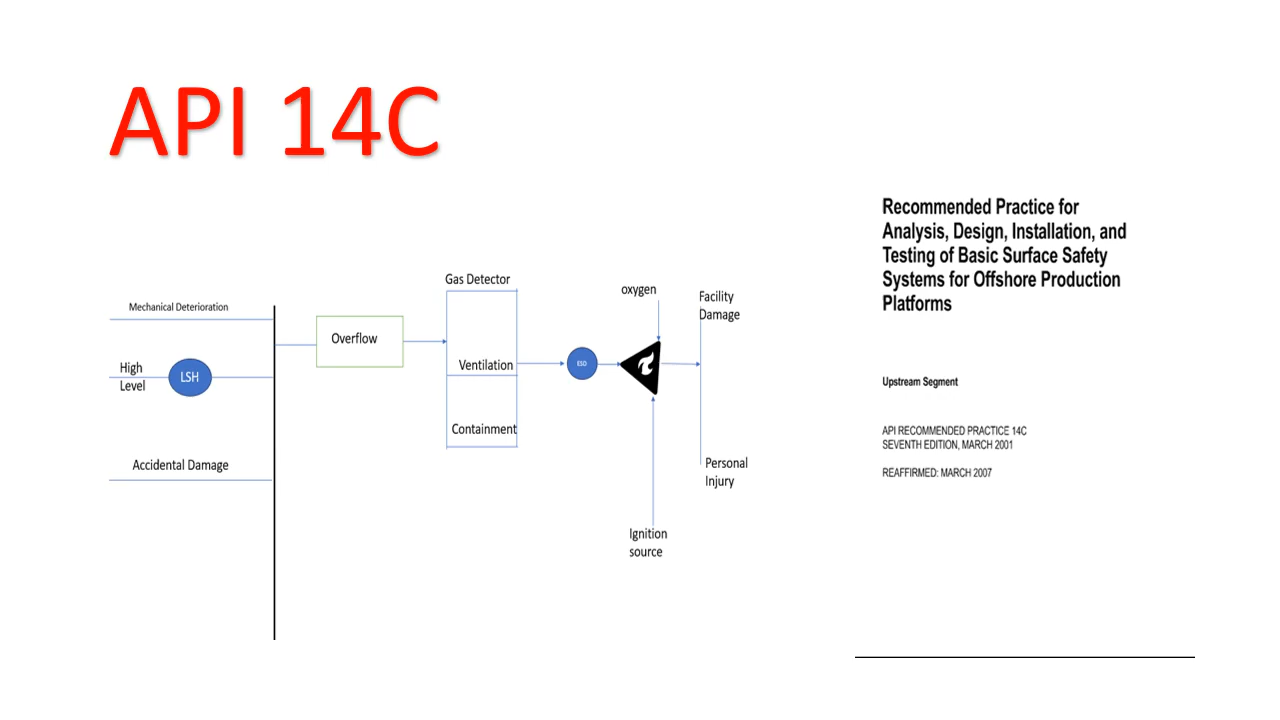 API 14C
Mechanical Deterioration
High
Level
LSH
Accidental Damage
Overflow
Gas Detector
Ventilation
Containment
ESD
oxygen
Ignition
source
Facility
Damage
Personal
Injury
Recommended Practice for
Analysis, Design, Installation, and
Testing of Basic Surface Safety
Systems for Offshore Production
Platforms
Upstream Segment
API RECOMMENDED PRACTICE 14C
SEVENTH EDITION, MARCH 2001
REAFFIRMED: MARCH 2007